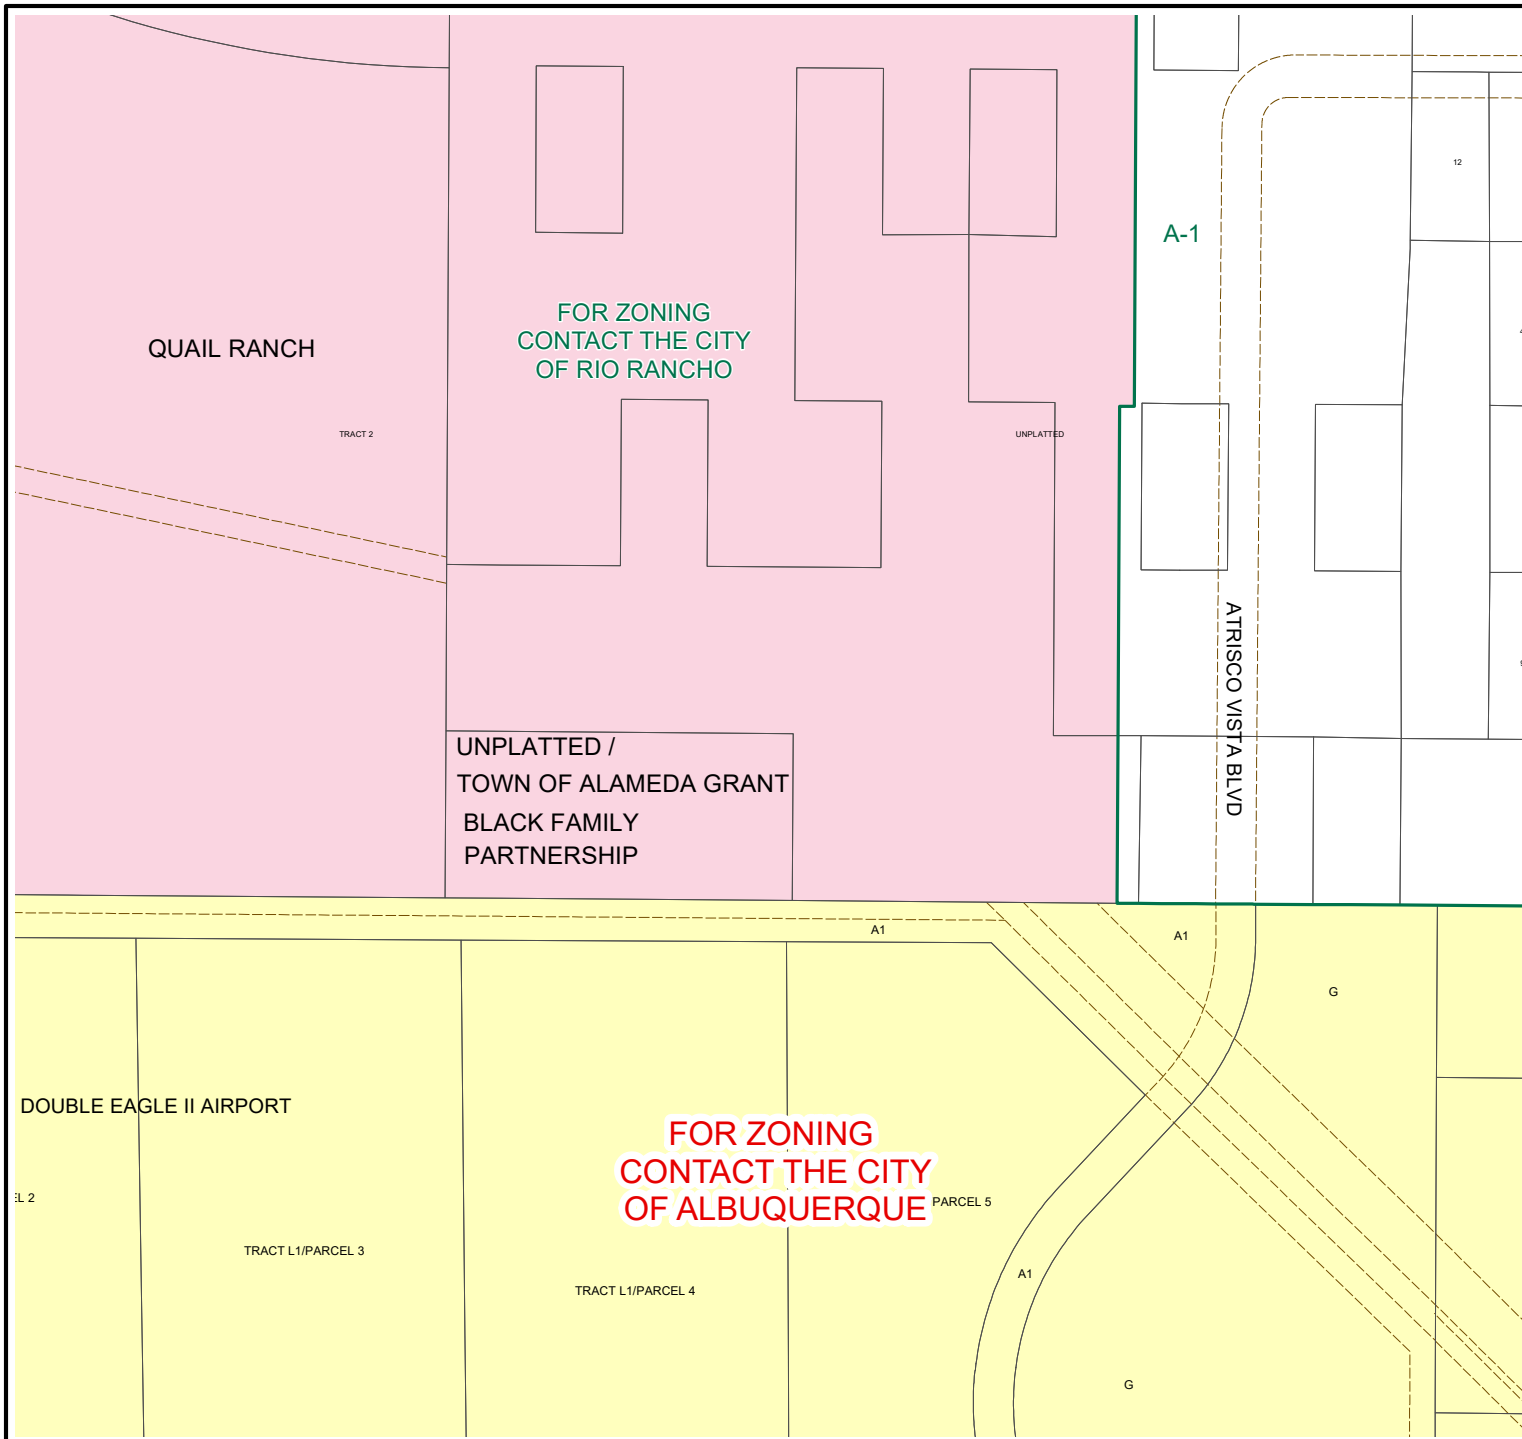 12
A-1
FOR ZONING
CONTACT THE CITY
OF RIO RANCHO
QUAIL RANCH
TRACT 2
UNPLATTED
ATRISCO VISTA BLVD
UNPLATTED /
TOWN OF ALAMEDA GRANT
BLACK FAMILY
PARTNERSHIP
A1
A1
G
DOUBLE EAGLE II AIRPORT
FOR ZONING
CONTACT THE CITY
OF ALBUQUERQUE
EL 2
PARCEL 5
TRACT L1/PARCEL 3
A1
TRACT L1/PARCEL 4
G